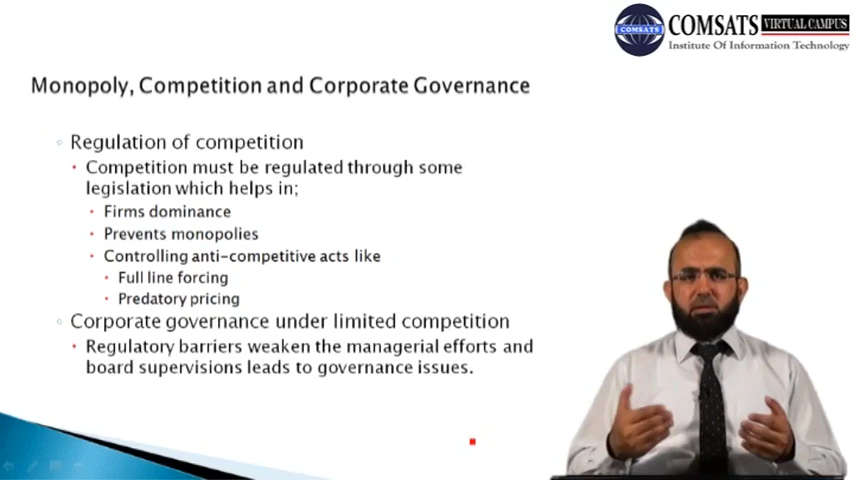 COMSATS
COMSATS VIRTUAL CAMPUS
Institute Of Information Technology
Monopoly, Competition and Corporate Governance
Regulation of competition
Competition must be regulated through some
legislation which helps in;
Firms dominance
Prevents monopolies
Controlling anti-competitive acts like
Full line forcing
Predatory pricing
Corporate governance under limited competition
Regulatory barriers weaken the managerial efforts and
board supervisions leads to governance issues.